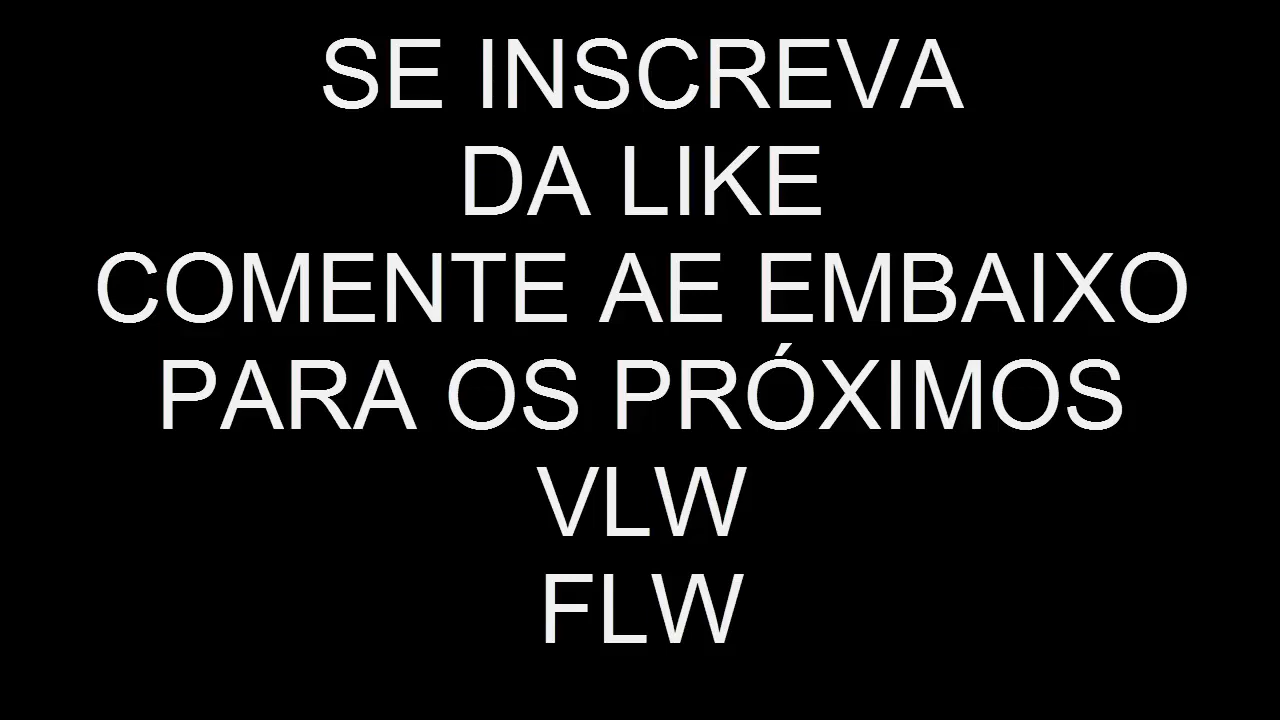 SE INSCREVA
DA LIKE
COMENTE AE EMBAIXO
PARA OS PRÓXIMOS
VLW
FLW